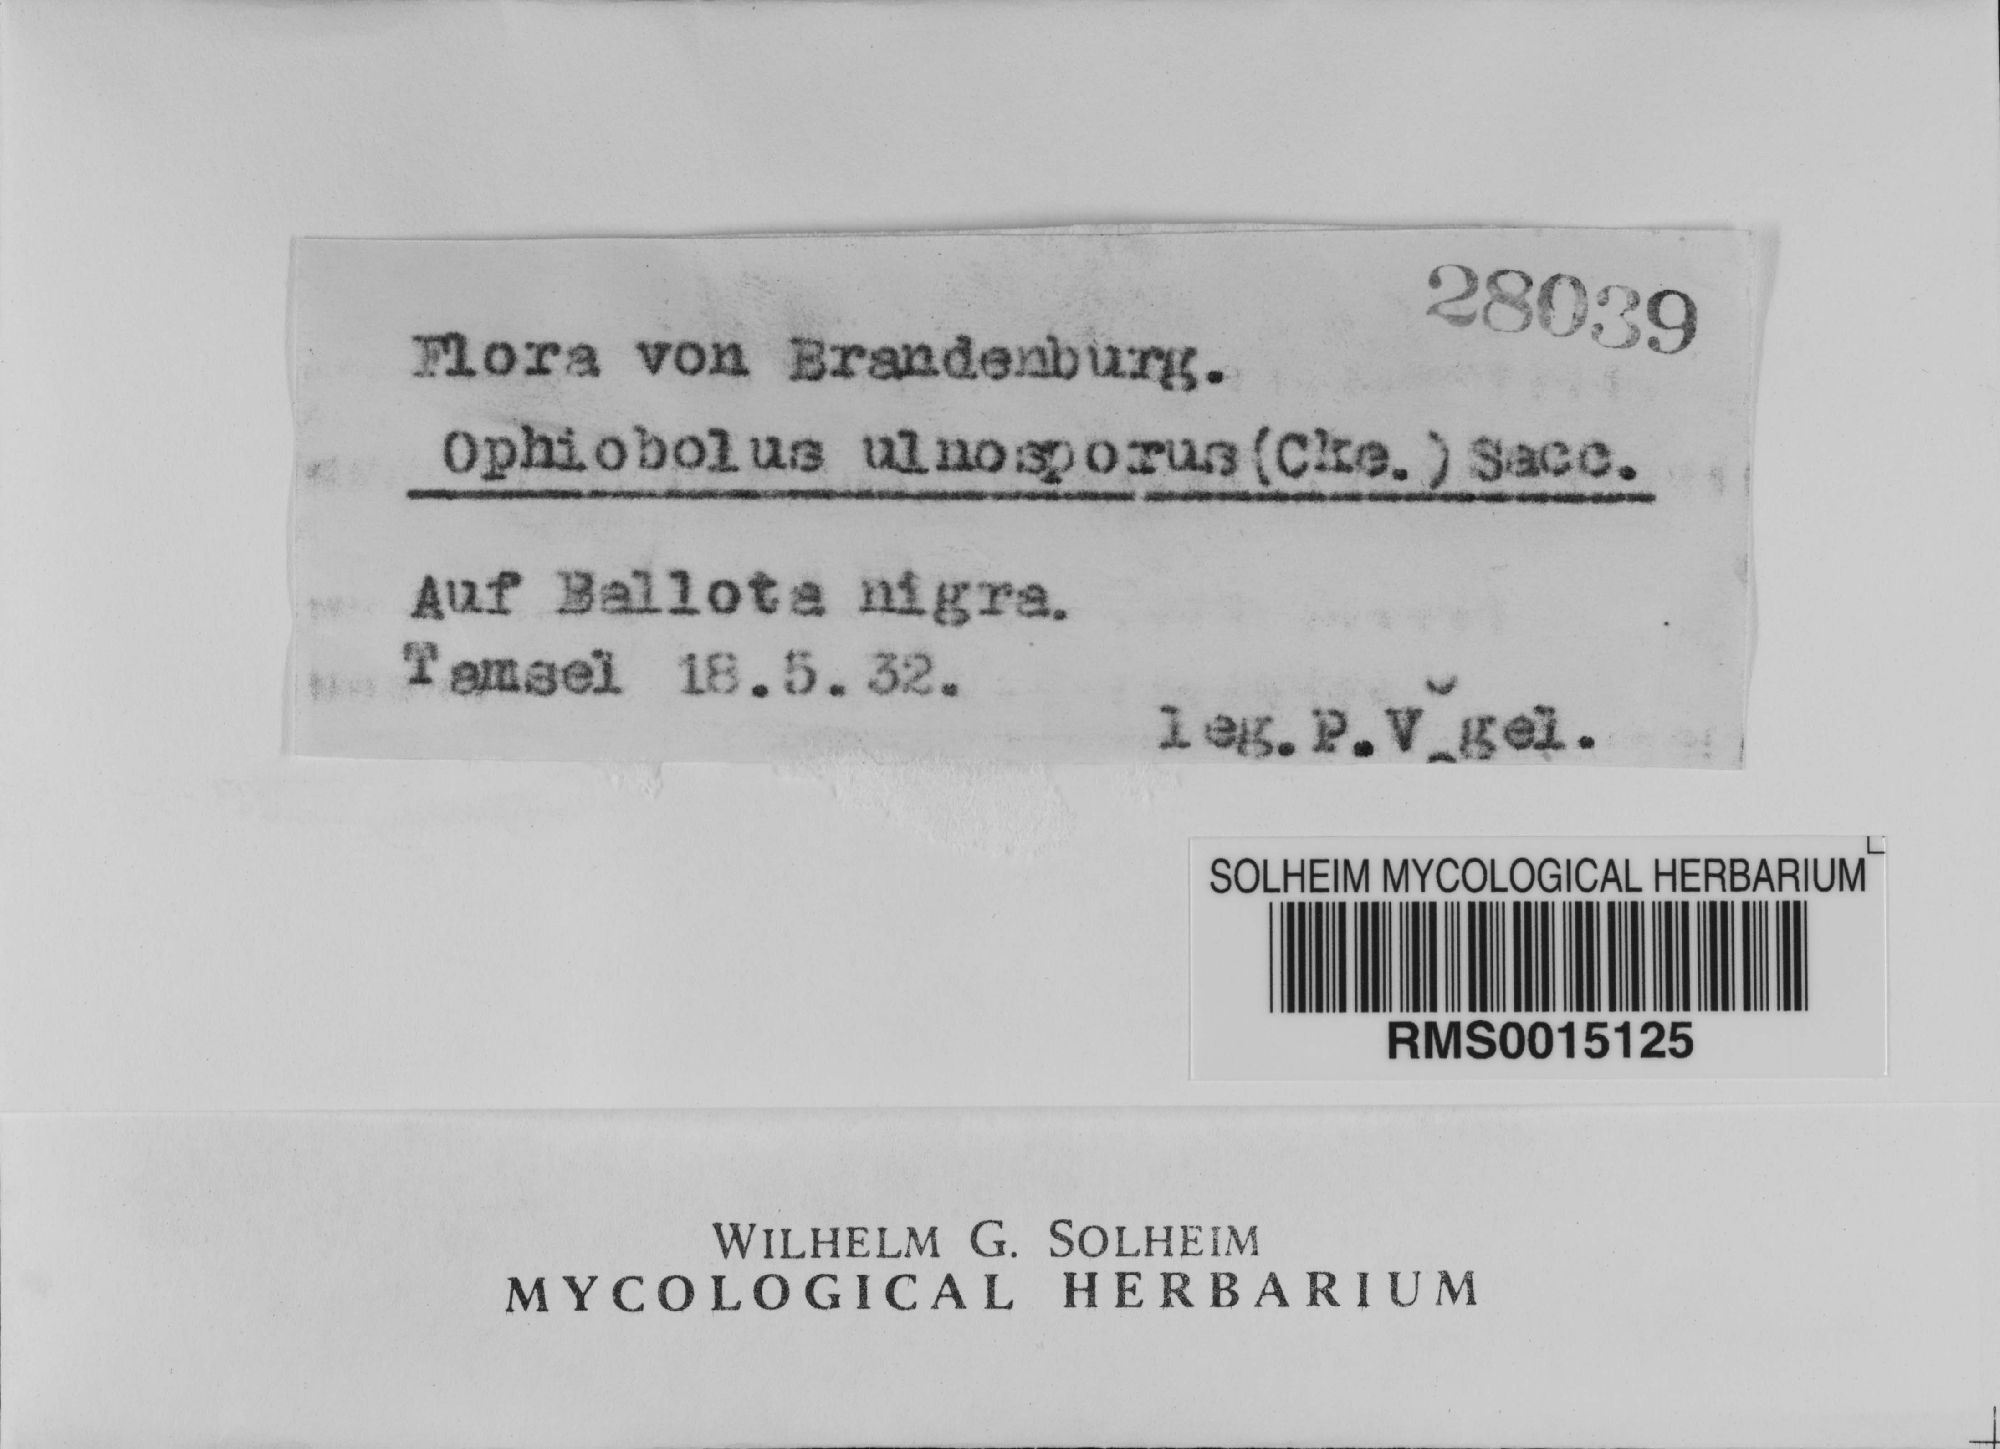 28039
Flora von Brandenburg.
Ophiobolus ulnosporus (Cke.) Sacc.
Auf Ballota nigra.
Tamsel 18.5.32.
leg. P. Vogel.
SOLHEIM MYCOLOGICAL HERBARIUM
RMS0015125
WILHELM G. SOLHEIM
MYCOLOGICAL HERBARIUM